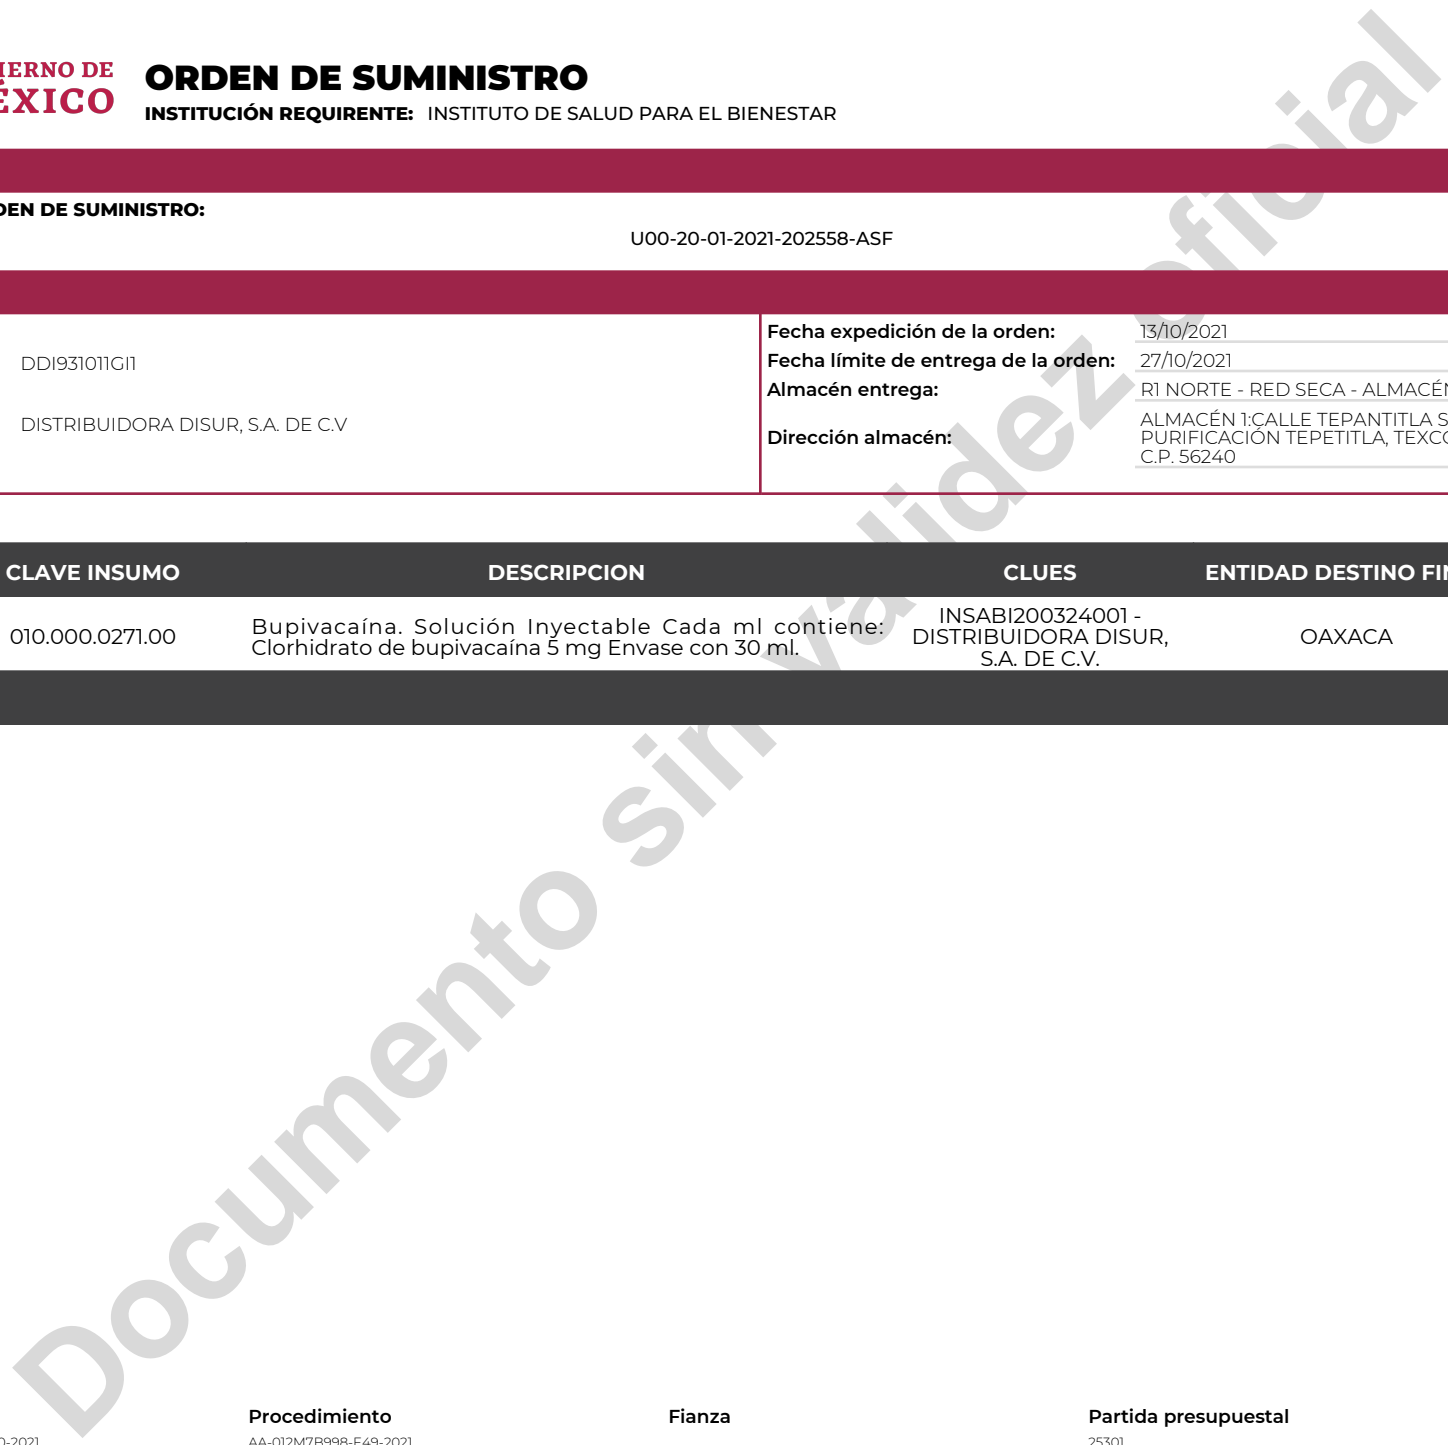 IERNO DE
ÉXICO
ORDEN DE SUMINISTRO
INSTITUCIÓN REQUIRENTE: INSTITUTO DE SALUD PARA EL BIENESTAR
DEN DE SUMINISTRO:
U00-20-01-2021-202558-ASF
DDI931011GI1
DISTRIBUIDORA DISUR, S.A. DE C.V
Fecha expedición de la orden: 13/10/2021
Fecha límite de entrega de la orden: 27/10/2021
Almacén entrega: R1 NORTE - RED SECA - ALMACÉN
Dirección almacén: ALMACÉN 1:CALLE TEPANTITLA S
PURIFICACIÓN TEPETITLA, TEXCO
C.P. 56240
CLAVE INSUMO DESCRIPCION CLUES ENTIDAD DESTINO FIN
010.000.0271.00
Bupivacaína. Solución Inyectable Cada ml contiene:
Clorhidrato de bupivacaína 5 mg Envase con 30 ml.
INSABI200324001 -
DISTRIBUIDORA DISUR,
S.A. DE C.V.
OAXACA
Documento sin validez oficial
Procedimiento Fianza Partida presupuestal
0-2021 AA-012M7B998-E49-2021 25301